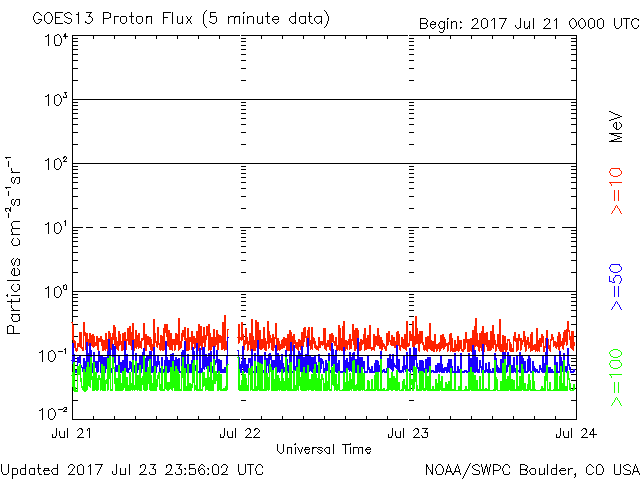 GOES13 Proton Flux (5 minute data)
Begin: 2017 Jul 21 0000 UTC
10⁴
10³
10²
10¹
10⁰
10⁻¹
10⁻²
Particles cm⁻²s⁻¹sr⁻¹
MeV
>=10
>=50
>=100
Jul 21
Jul 22
Jul 23
Jul 24
Universal Time
Updated 2017 Jul 23 23:56:02 UTC
NOAA/SWPC Boulder, CO USA